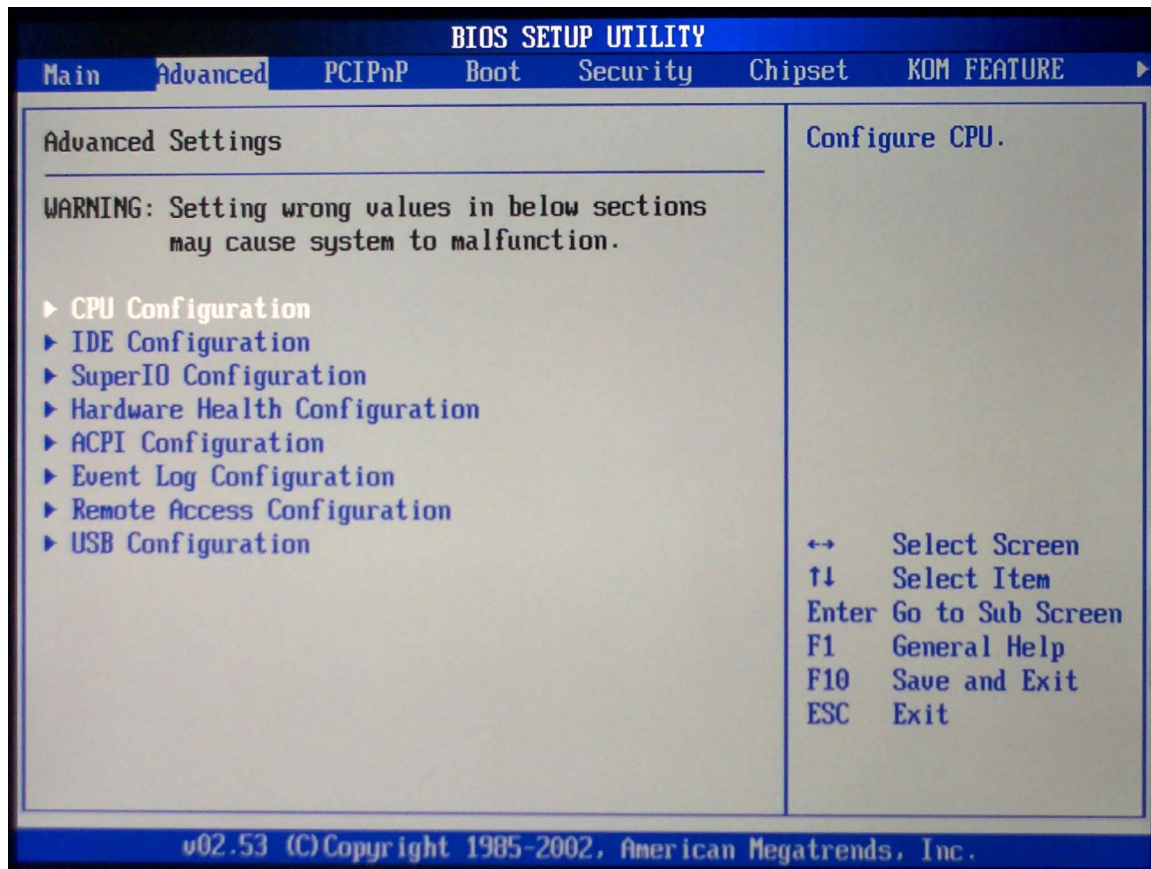 BIOS SETUP UTILITY
Main Advanced PCIPnP Boot Security Chipset KOM FEATURE
Advanced Settings
WARNING: Setting wrong values in below sections
may cause system to malfunction.
CPU Configuration
IDE Configuration
SuperIO Configuration
Hardware Health Configuration
ACPI Configuration
Event Log Configuration
Remote Access Configuration
USB Configuration
Configure CPU.
↔ Select Screen
↑↓ Select Item
Enter Go to Sub Screen
F1 General Help
F10 Save and Exit
ESC Exit
v02.53 (C)Copyright 1985-2002, American Megatrends, Inc.